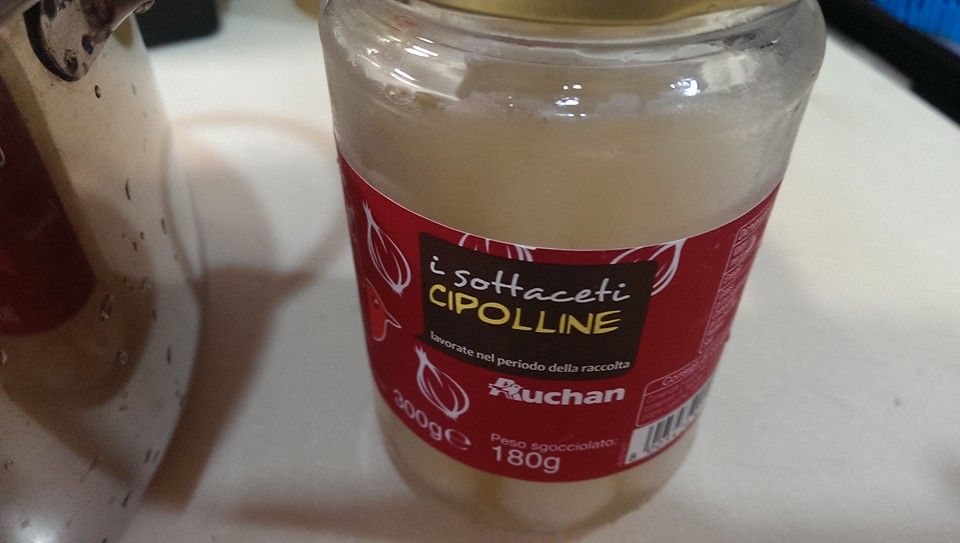 i sottaceti
CIPOLLINE
lavorate nel periodo della raccolta
Auchan
300g℮
Peso sgocciolato:
180g